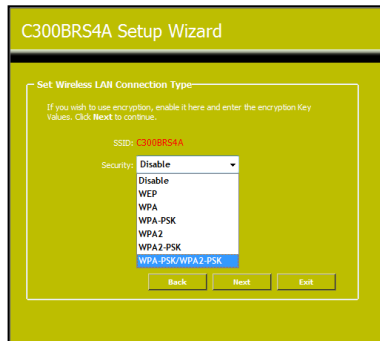 C300BRS4A Setup Wizard
Set Wireless LAN Connection Type
If you wish to use encryption, enable it here and enter the encryption Key
Values. Click Next to continue.
SSID: C300BRS4A
Security: Disable
Disable
WEP
WPA
WPA-PSK
WPA2
WPA2-PSK
WPA-PSK/WPA2-PSK
Back Next Exit